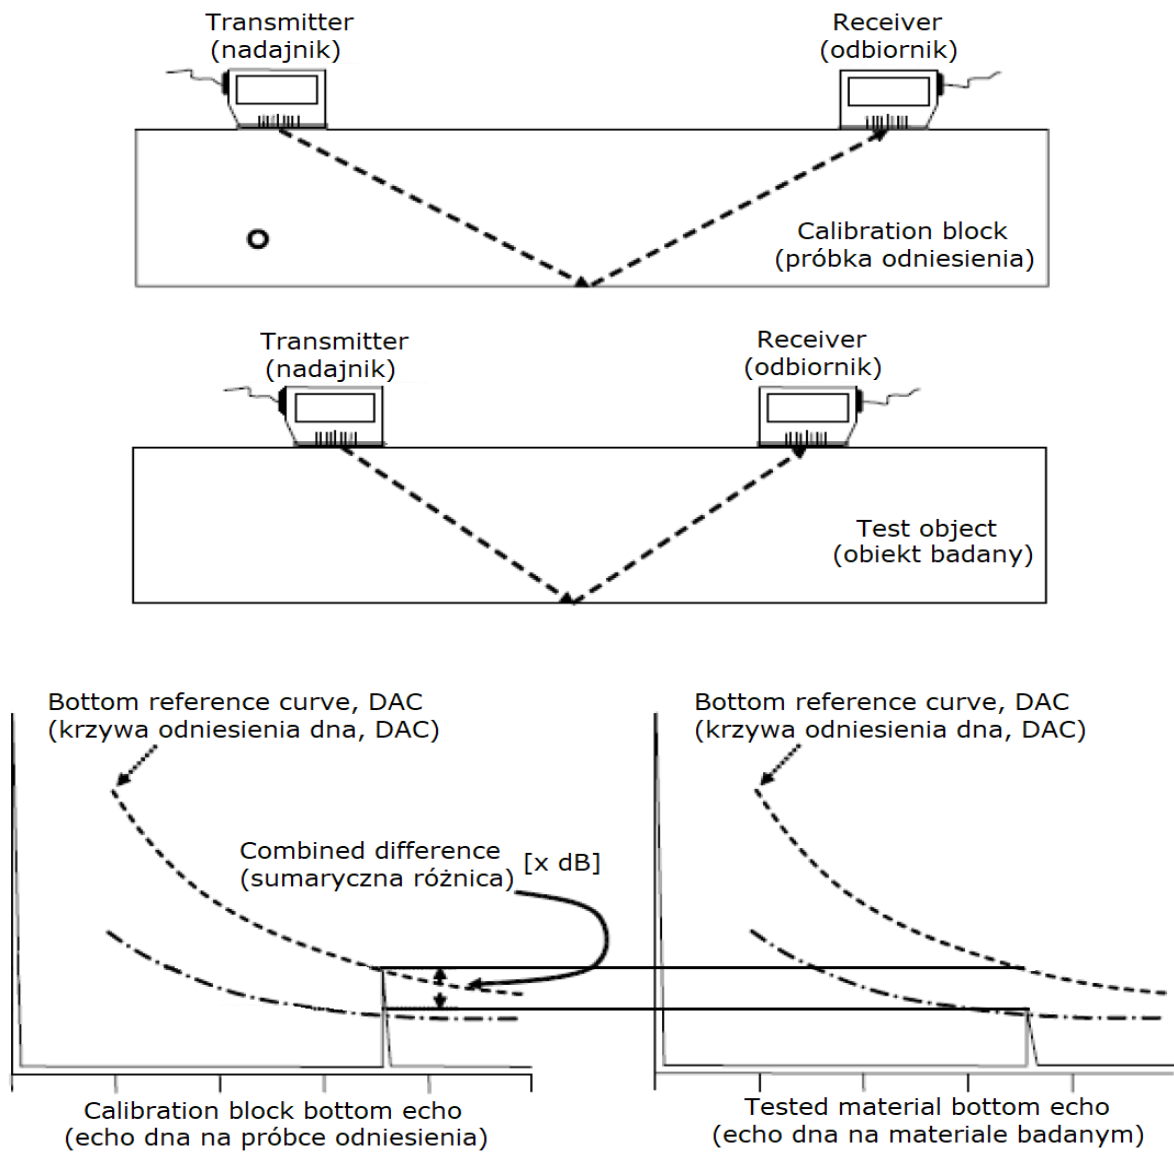 Transmitter
(nadajnik)
Receiver
(odbiornik)
Calibration block
(próbka odniesienia)
Transmitter
(nadajnik)
Receiver
(odbiornik)
Test object
(obiekt badany)
Bottom reference curve, DAC
(krzywa odniesienia dna, DAC)
Bottom reference curve, DAC
(krzywa odniesienia dna, DAC)
Combined difference
(sumaryczna różnica)
[x dB]
Calibration block bottom echo
(echo dna na próbce odniesienia)
Tested material bottom echo
(echo dna na materiale badanym)